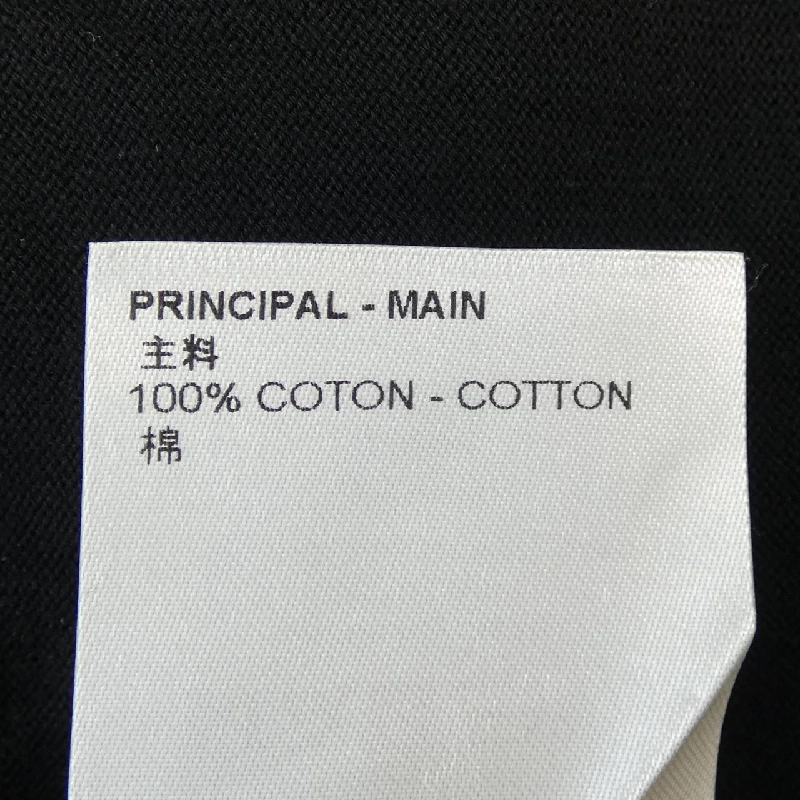 PRINCIPAL - MAIN
主料
100% COTON - COTTON
棉